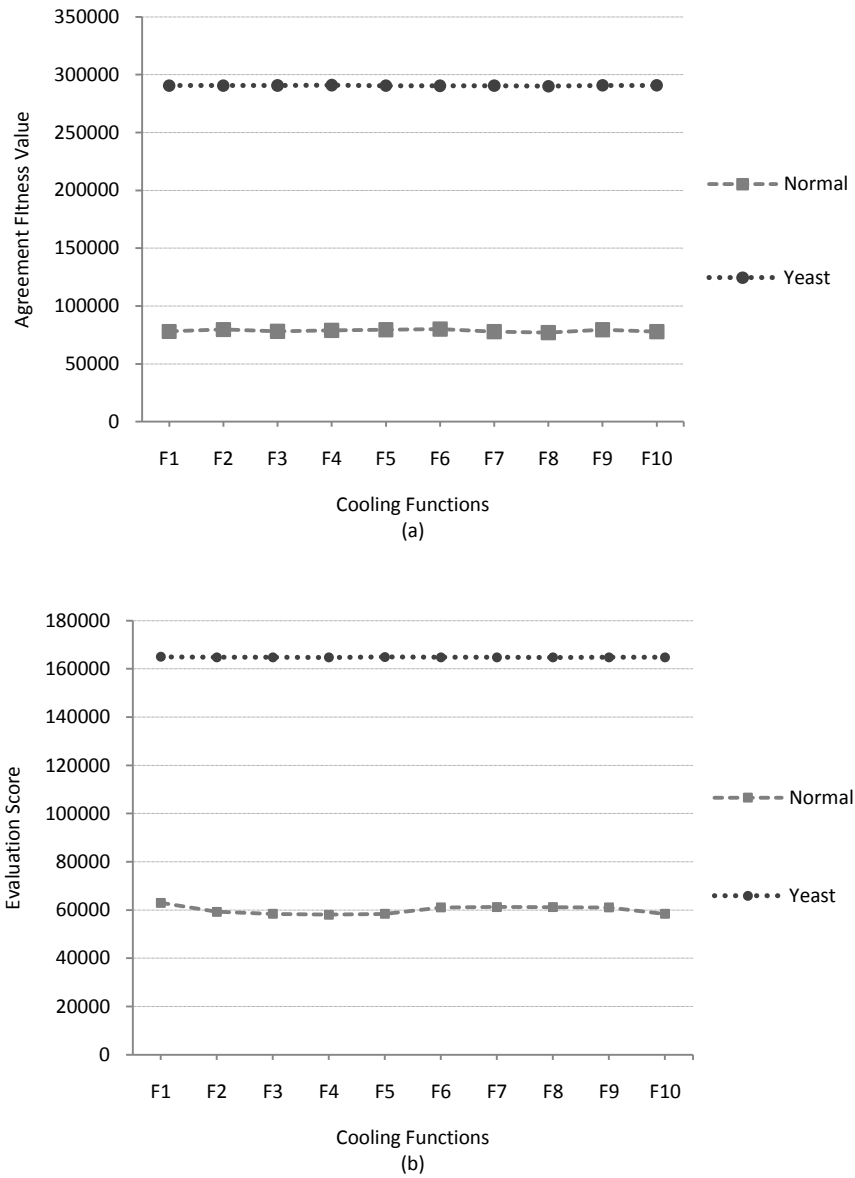 350000
300000
250000
200000
150000
100000
50000
0
Agreement FItness Value
F1 F2 F3 F4 F5 F6 F7 F8 F9 F10
Cooling Functions
(a)
Normal
Yeast
180000
160000
140000
120000
100000
80000
60000
40000
20000
0
Evaluation Score
F1 F2 F3 F4 F5 F6 F7 F8 F9 F10
Cooling Functions
(b)
Normal
Yeast